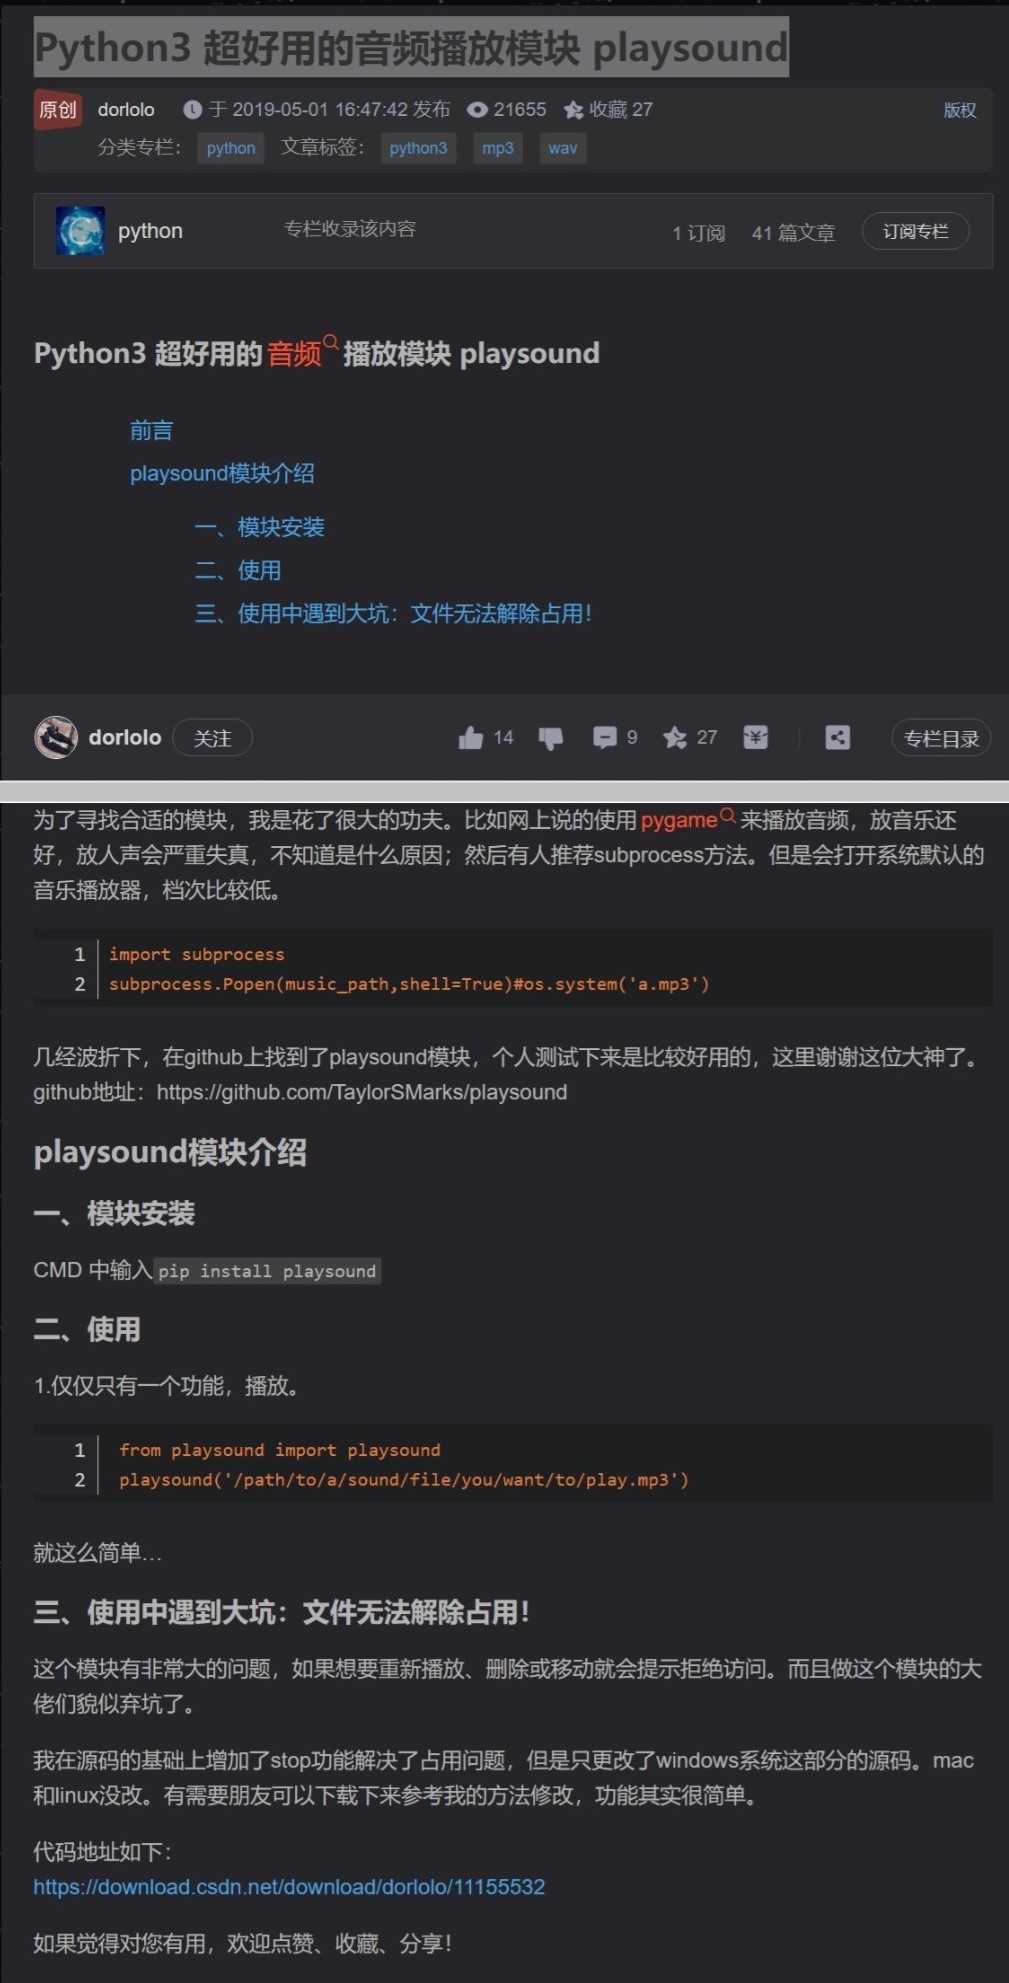 Python3 超好用的音频播放模块 playsound
原创 dorlolo 于 2019-05-01 16:47:42 发布 21655 收藏 27 版权
分类专栏： python 文章标签： python3 mp3 wav
python 专栏收录该内容 1 订阅 41 篇文章 订阅专栏
Python3 超好用的音频播放模块 playsound
前言
playsound模块介绍
一、模块安装
二、使用
三、使用中遇到大坑：文件无法解除占用！
dorlolo 关注 14 9 27 专栏目录
为了寻找合适的模块，我是花了很大的功夫。比如网上说的使用pygame来播放音频，放音乐还
好，放人声会严重失真，不知道是什么原因；然后有人推荐subprocess方法。但是会打开系统默认的
音乐播放器，档次比较低。
1 import subprocess
2 subprocess.Popen(music_path,shell=True)#os.system('a.mp3')
几经波折下，在github上找到了playsound模块，个人测试下来是比较好用的，这里谢谢这位大神了。
github地址：https://github.com/TaylorSMarks/playsound
playsound模块介绍
一、模块安装
CMD 中输入pip install playsound
二、使用
1.仅仅只有一个功能，播放。
1 from playsound import playsound
2 playsound('/path/to/a/sound/file/you/want/to/play.mp3')
就这么简单…
三、使用中遇到大坑：文件无法解除占用！
这个模块有非常大的问题，如果想要重新播放、删除或移动就会提示拒绝访问。而且做这个模块的大
佬们貌似弃坑了。
我在源码的基础上增加了stop功能解决了占用问题，但是只更改了windows系统这部分的源码。mac
和linux没改。有需要朋友可以下载下来参考我的方法修改，功能其实很简单。
代码地址如下：
https://download.csdn.net/download/dorlolo/11155532
如果觉得对您有用，欢迎点赞、收藏、分享！